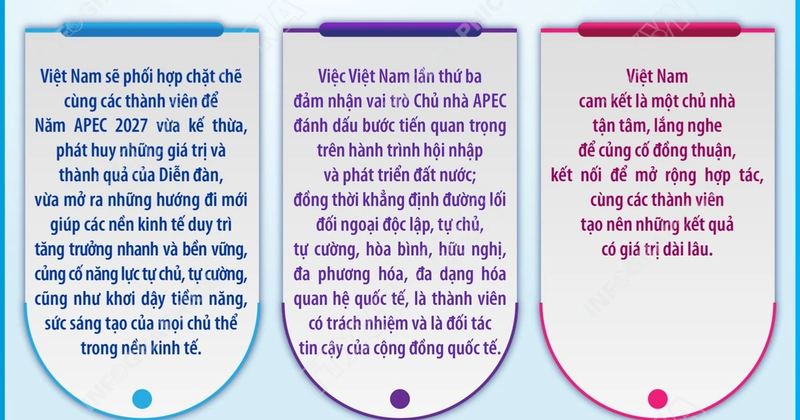 Việt Nam sẽ phối hợp chặt chẽ
cùng các thành viên để
Năm APEC 2027 vừa kế thừa,
phát huy những giá trị và
thành quả của Diễn đàn,
vừa mở ra những hướng đi mới
giúp các nền kinh tế duy trì
tăng trưởng nhanh và bền vững,
củng cố năng lực tự chủ, tự cường,
cũng như khơi dậy tiềm năng,
sức sáng tạo của mọi chủ thể
trong nền kinh tế.
Việc Việt Nam lần thứ ba
đảm nhận vai trò Chủ nhà APEC
đánh dấu bước tiến quan trọng
trên hành trình hội nhập
và phát triển đất nước;
đồng thời khẳng định đường lối
đối ngoại độc lập, tự chủ,
tự cường, hòa bình, hữu nghị,
đa phương hóa, đa dạng hóa
quan hệ quốc tế, là thành viên
có trách nhiệm và là đối tác
tin cậy của cộng đồng quốc tế.
Việt Nam
cam kết là một chủ nhà
tận tâm, lắng nghe
để củng cố đồng thuận,
kết nối để mở rộng hợp tác,
cùng các thành viên
tạo nên những kết quả
có giá trị dài lâu.